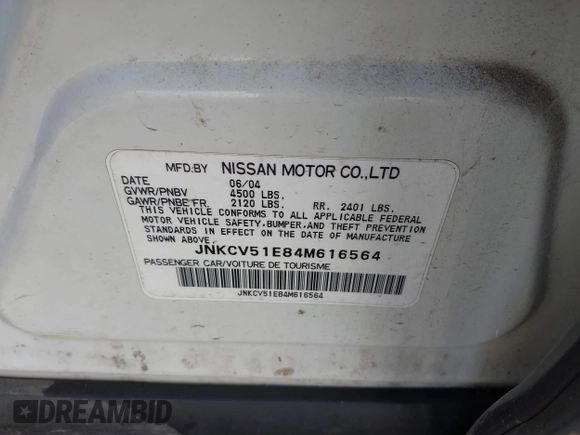 MFD.BY NISSAN MOTOR CO.,LTD
DATE 06/04
GVWR/PNBV 4500 LBS.
GAWR/PNBE FR. 2120 LBS. RR. 2401 LBS.
THIS VEHICLE CONFORMS TO ALL APPLICABLE FEDERAL
MOTOR VEHICLE SAFETY, BUMPER, AND THEFT PREVENTION
STANDARDS IN EFFECT ON THE DATE OF MANUFACTURE
SHOWN ABOVE.
JNKCV51E84M616564
PASSENGER CAR/VOITURE DE TOURISME
JNKCV51E84M616564
DREAMBID